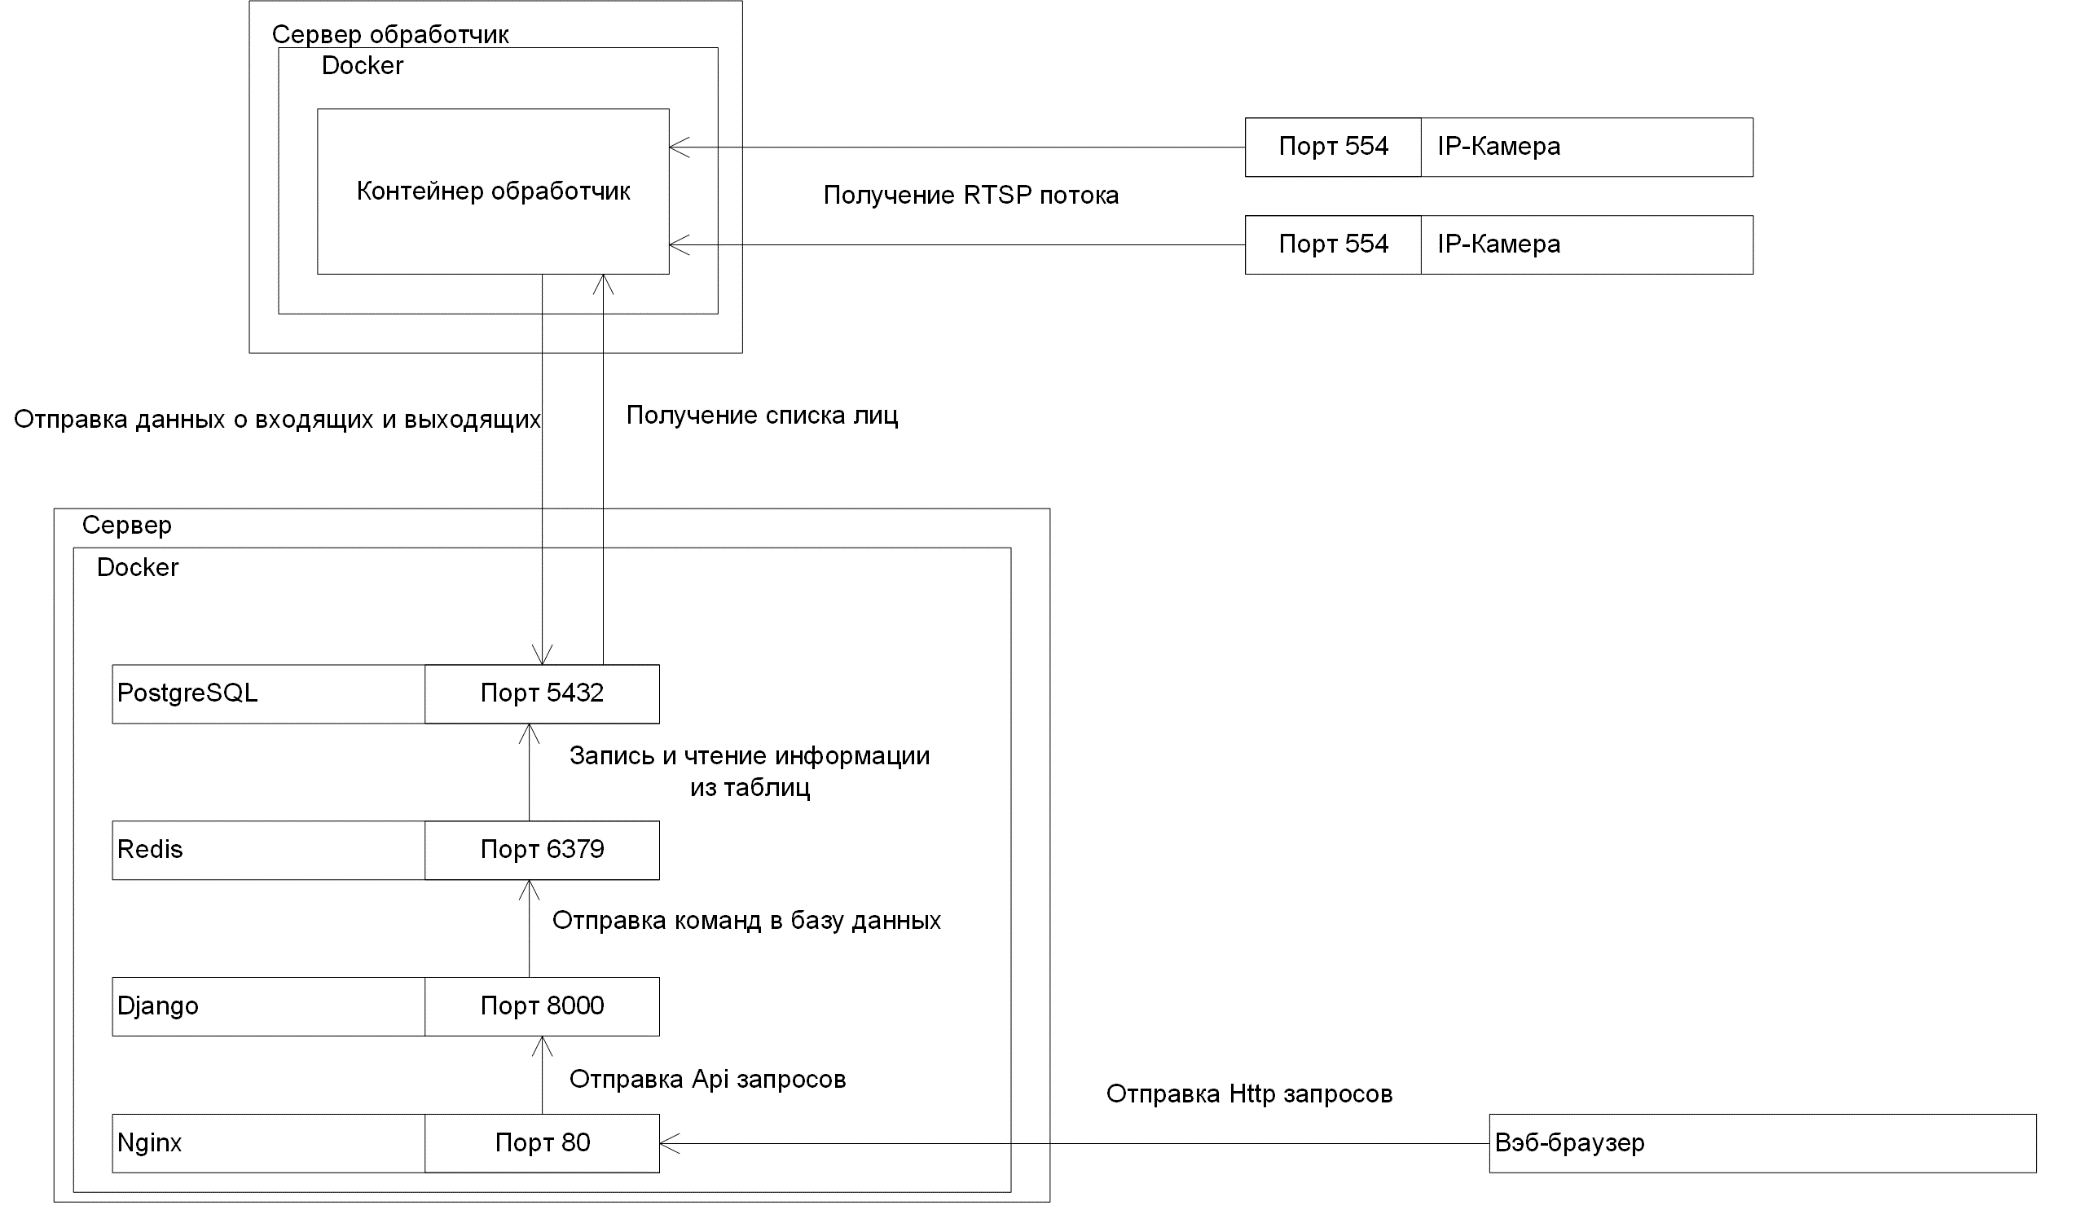 Сервер обработчик
Docker
Контейнер обработчик
Порт 554
IP-Камера
Получение RTSP потока
Порт 554
IP-Камера
Отправка данных о входящих и выходящих
Получение списка лиц
Сервер
Docker
PostgreSQL
Порт 5432
Запись и чтение информации
из таблиц
Redis
Порт 6379
Отправка команд в базу данных
Django
Порт 8000
Отправка Api запросов
Отправка Http запросов
Nginx
Порт 80
Вэб-браузер